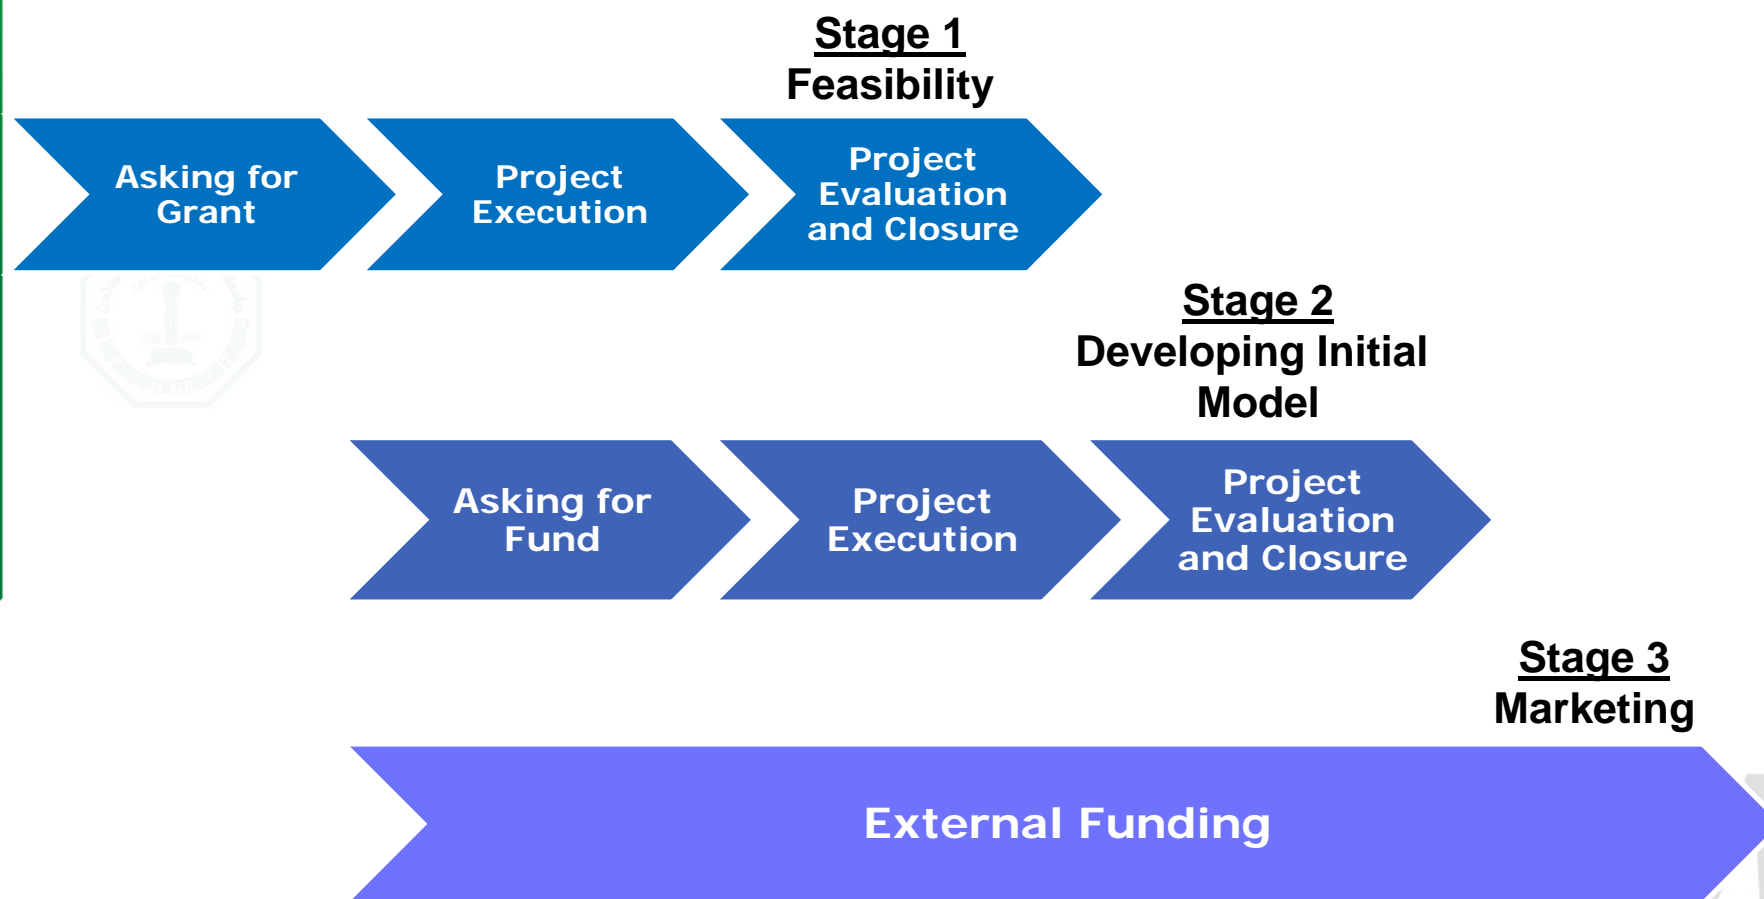 Stage 1
Feasibility
Asking for
Grant
Project
Execution
Project
Evaluation
and Closure
Stage 2
Developing Initial
Model
Asking for
Fund
Project
Execution
Project
Evaluation
and Closure
Stage 3
Marketing
External Funding